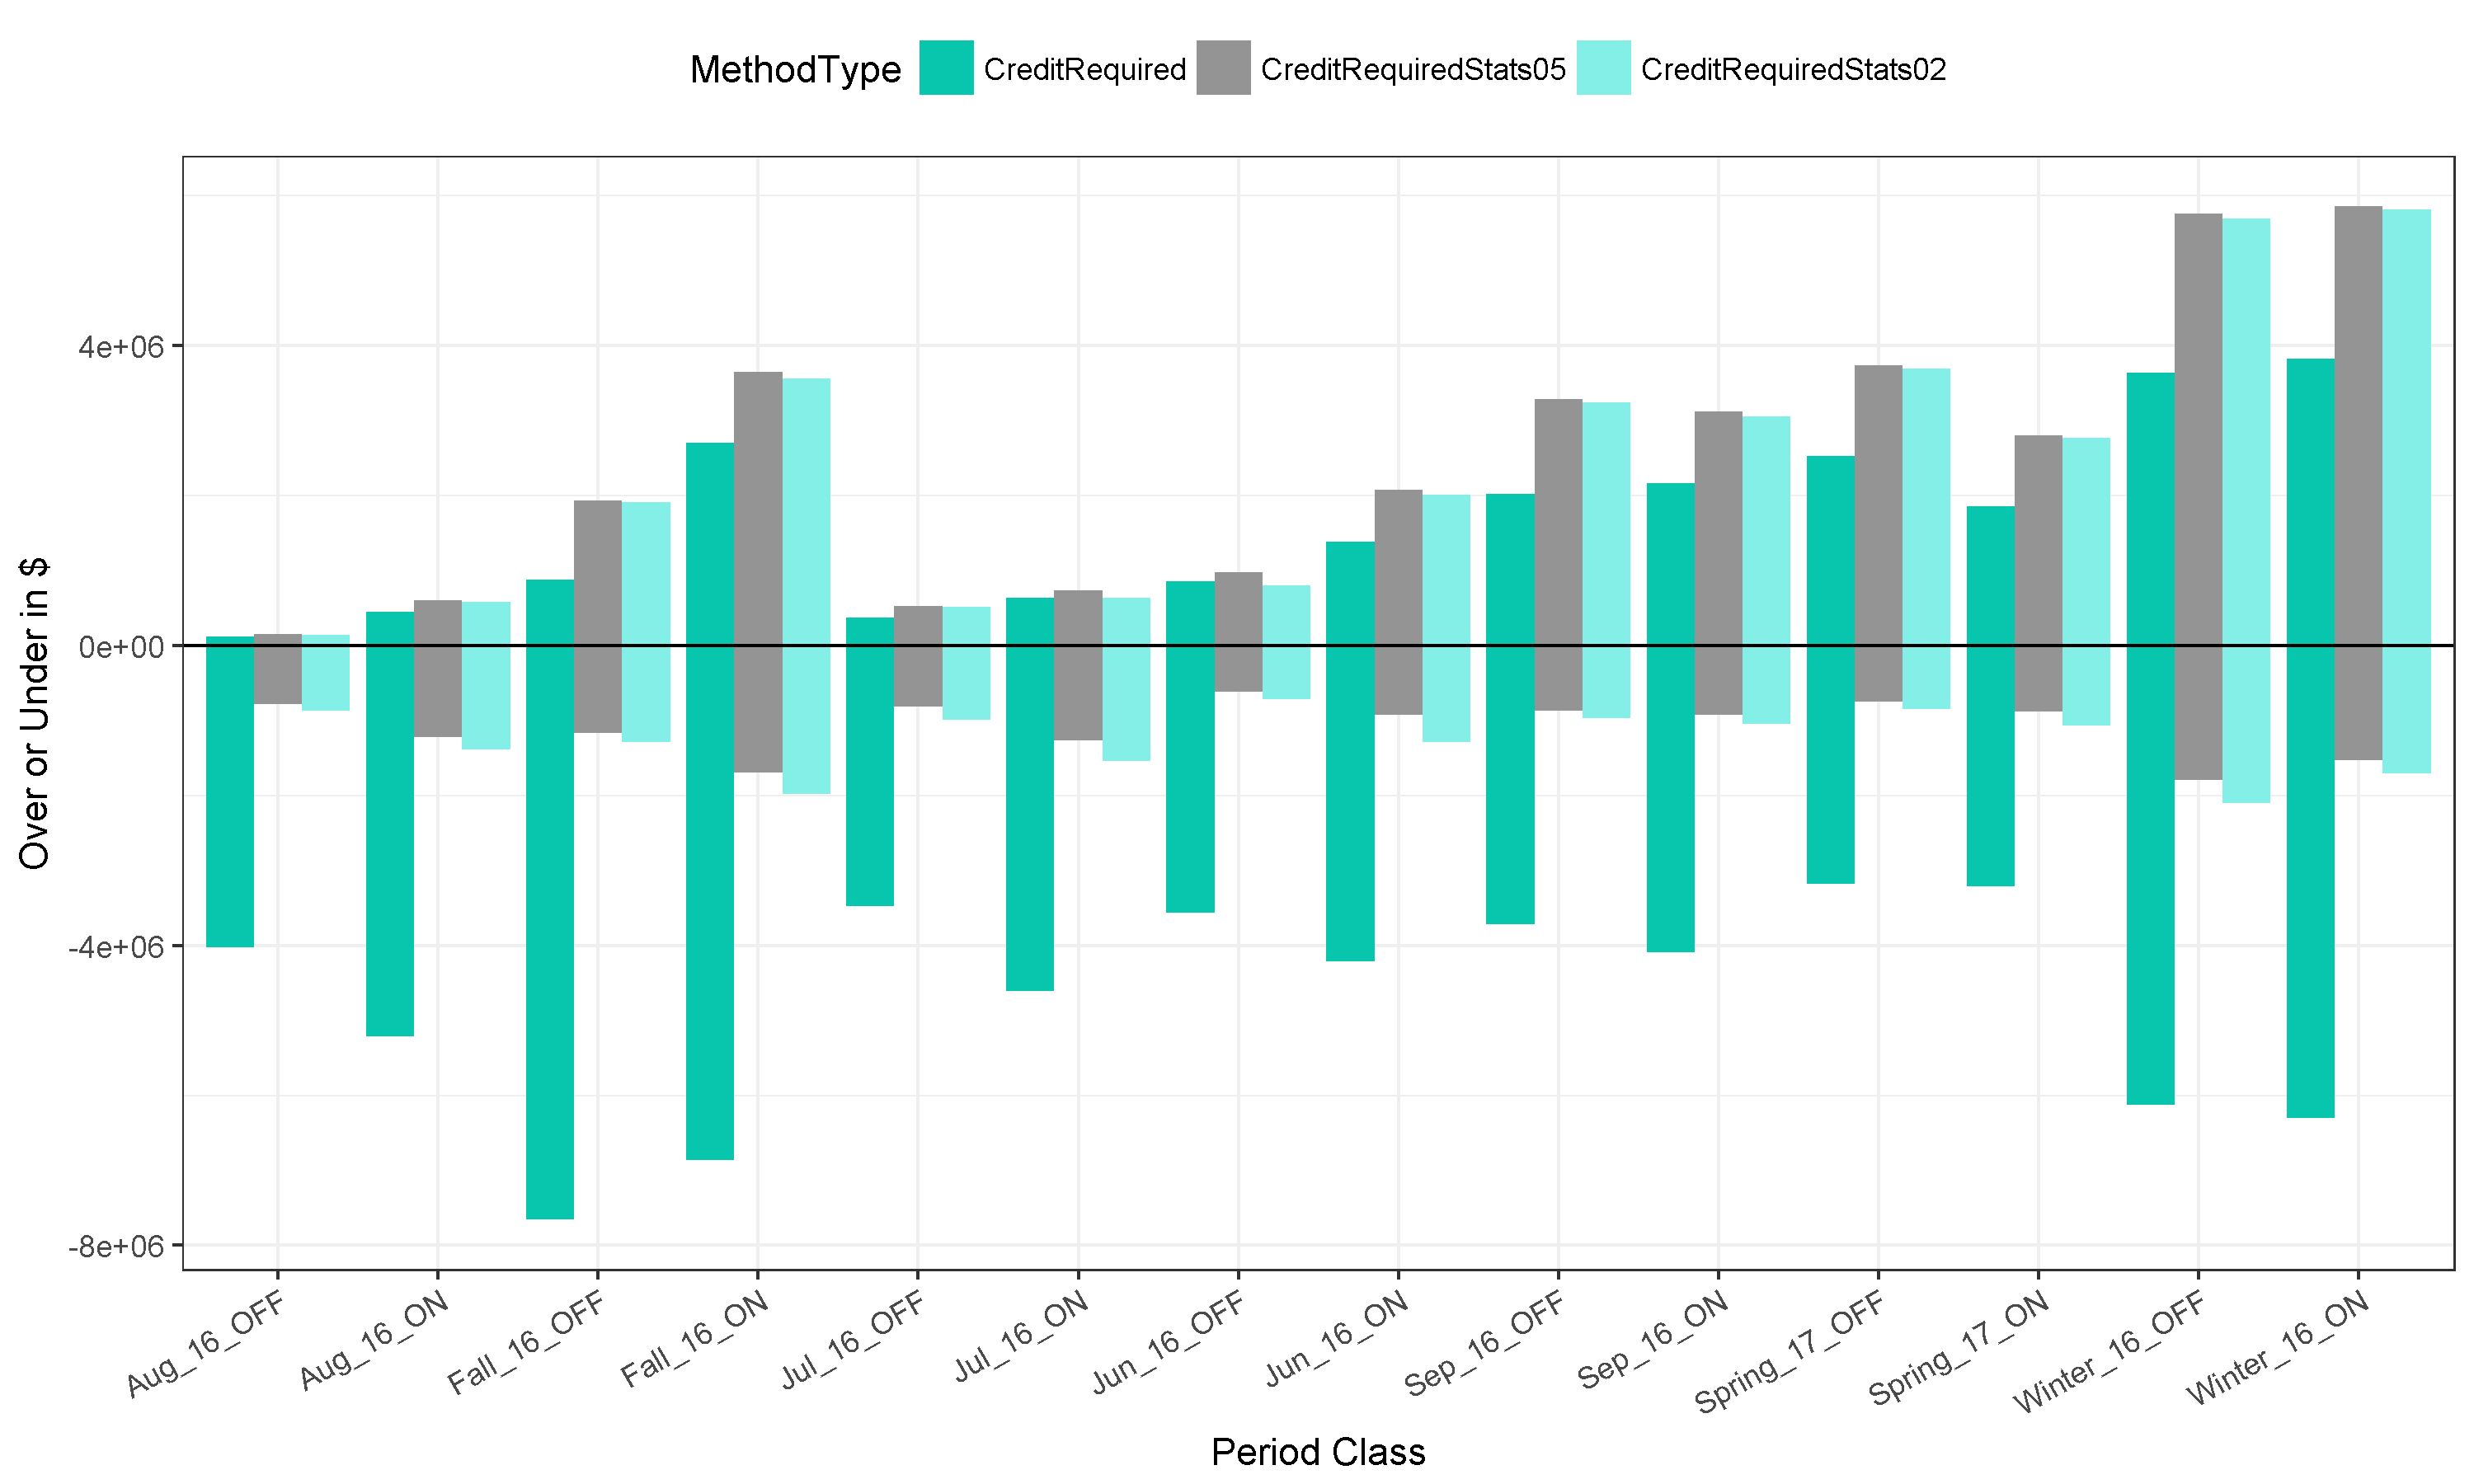 MethodType CreditRequired CreditRequiredStats05 CreditRequiredStats02
Over or Under in $
4e+06
0e+00
-4e+06
-8e+06
Aug_16_OFF
Aug_16_ON
Fall_16_OFF
Fall_16_ON
Jul_16_OFF
Jul_16_ON
Jun_16_OFF
Jun_16_ON
Sep_16_OFF
Sep_16_ON
Spring_17_OFF
Spring_17_ON
Winter_16_OFF
Winter_16_ON
Period Class